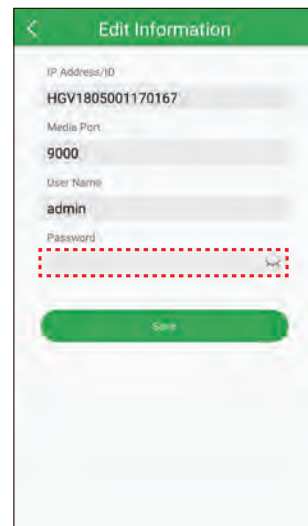 Edit Information
IP Address/ID
HGV1805001170167
Media Port
9000
User Name
admin
Password
Save